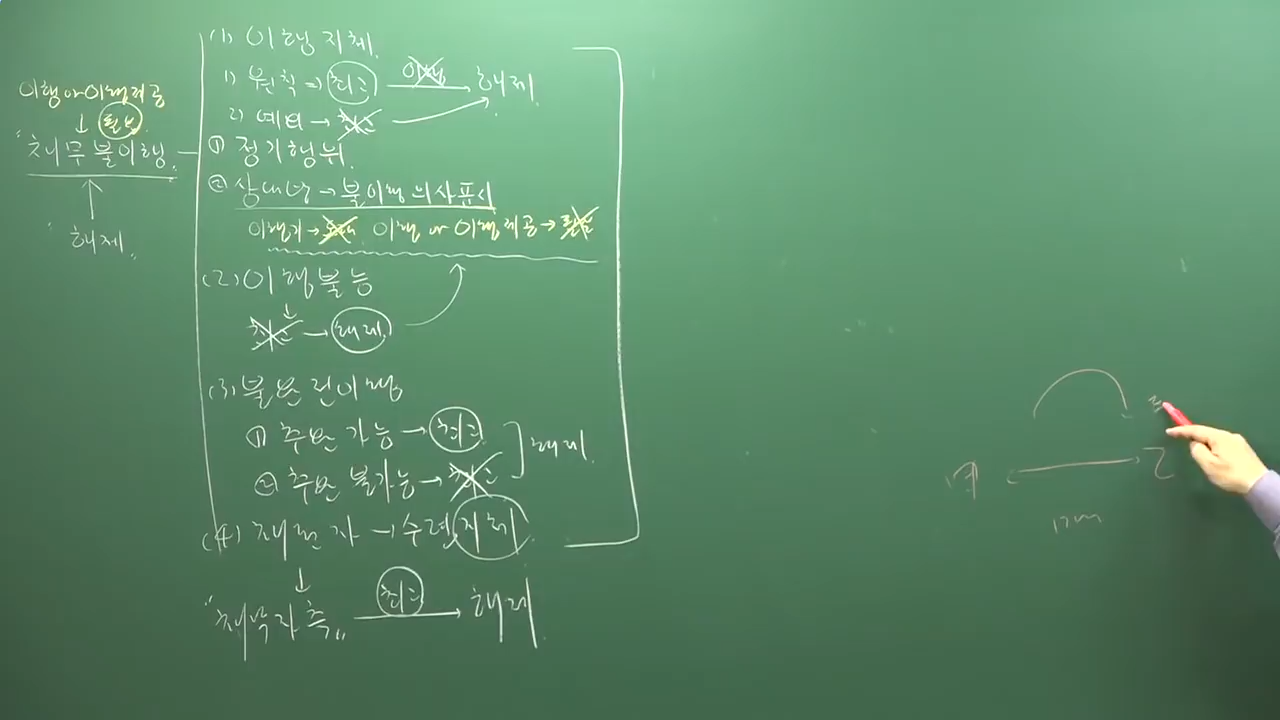 이행 or 이행제공
↓ 필요
"채무불이행"
"해제"
(1) 이행지체
1) 원칙 ⇒ 최고 이행 → 해제
2) 예외 → 최고
① 정기행위
② 상대방 → 불이행 의사표시
이행기 → 이행 or 이행제공 → 필요
(2) 이행불능
↓
최고 → 해제
(3) 불완전이행
① 추완 가능 → 최고
② 추완 불가능 → 최고
해제
(4) 채권자 → 수령지체
↓
"채무자 측" 최고 → 해제
甲 乙